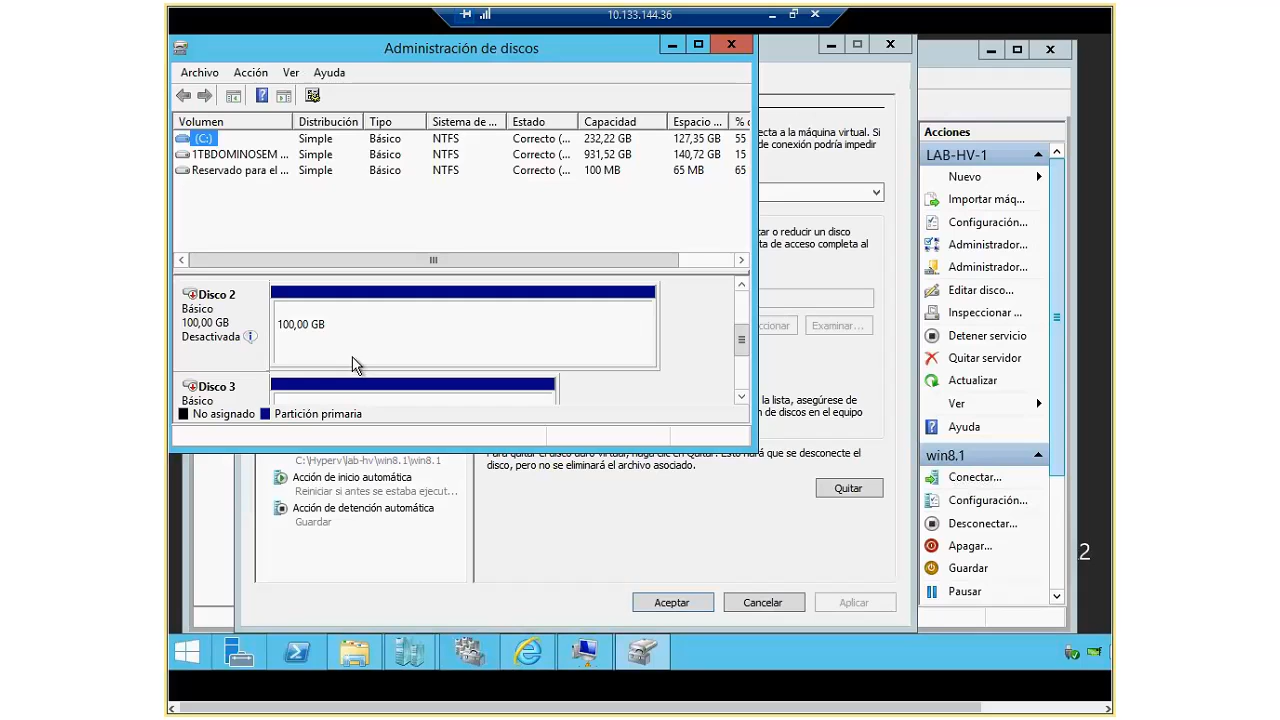 10.133.144.36
Administración de discos
Archivo Acción Ver Ayuda
Volumen Distribución Tipo Sistema de ... Estado Capacidad Espacio ... %
(C:) Simple Básico NTFS Correcto (... 232,22 GB 127,35 GB 55
1TBDOMINOSEM ... Simple Básico NTFS Correcto (... 931,52 GB 140,72 GB 15
Reservado para el ... Simple Básico NTFS Correcto (... 100 MB 65 MB 65
Disco 2
Básico
100,00 GB
Desactivada
100,00 GB
Disco 3
Básico
No asignado Partición primaria
ecta a la máquina virtual. Si
de conexión podría impedir
tar o reducir un disco
ta de acceso completa al
ccionar Examinar...
la lista, asegúrese de
n de discos en el equipo
disco, pero no se eliminará el archivo asociado.
Quitar
C:\Hyperv\lab-hv\win8.1\win8.1
Acción de inicio automática
Reiniciar si antes se estaba ejecut...
Acción de detención automática
Guardar
Aceptar Cancelar Aplicar
Acciones
LAB-HV-1
Nuevo
Importar máq...
Configuración...
Administrador...
Administrador...
Editar disco...
Inspeccionar ...
Detener servicio
Quitar servidor
Actualizar
Ver
Ayuda
win8.1
Conectar...
Configuración...
Desconectar...
Apagar...
Guardar
Pausar
2